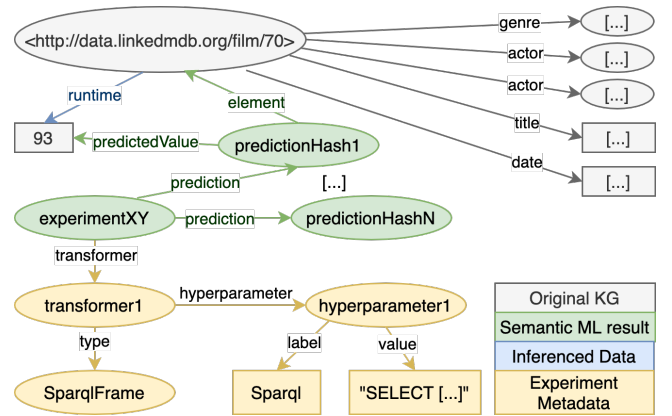 genre
[...]
<http://data.linkedmdb.org/film/70>
actor
[...]
actor
[...]
runtime
element
title
[...]
93
predictedValue
predictionHash1
date
[...]
prediction
[...]
experimentXY
prediction
predictionHashN
transformer
transformer1
hyperparameter
hyperparameter1
Original KG
Semantic ML result
type
label
value
Inferenced Data
SparqlFrame
Sparql
"SELECT [...]"
Experiment
Metadata